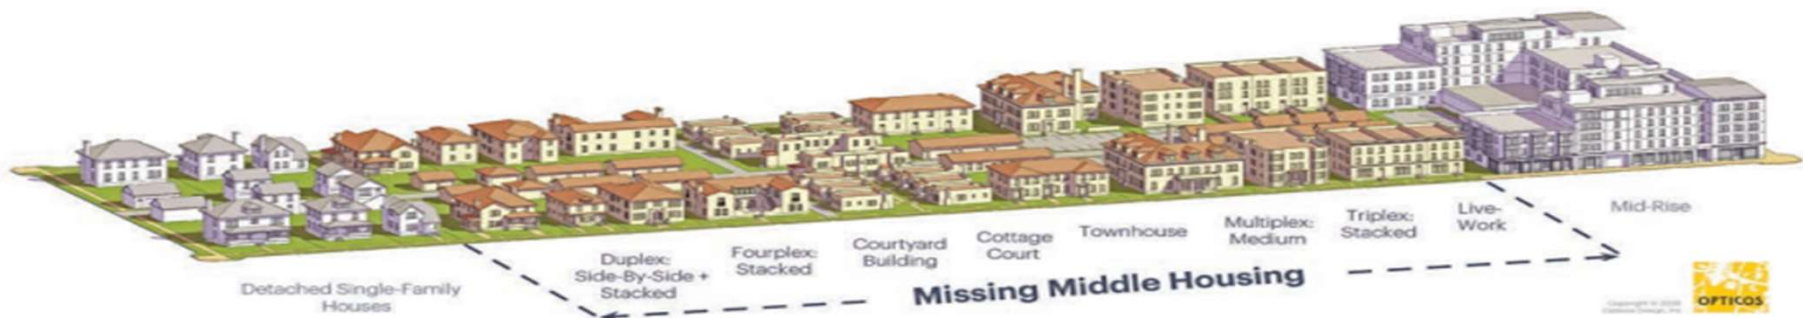 Detached Single-Family
Houses
Duplex:
Side-By-Side +
Stacked
Fourplex:
Stacked
Courtyard
Building
Cottage
Court
Townhouse
Multiplex:
Medium
Triplex:
Stacked
Live-
Work
Mid-Rise
Missing Middle Housing
OPTICOS